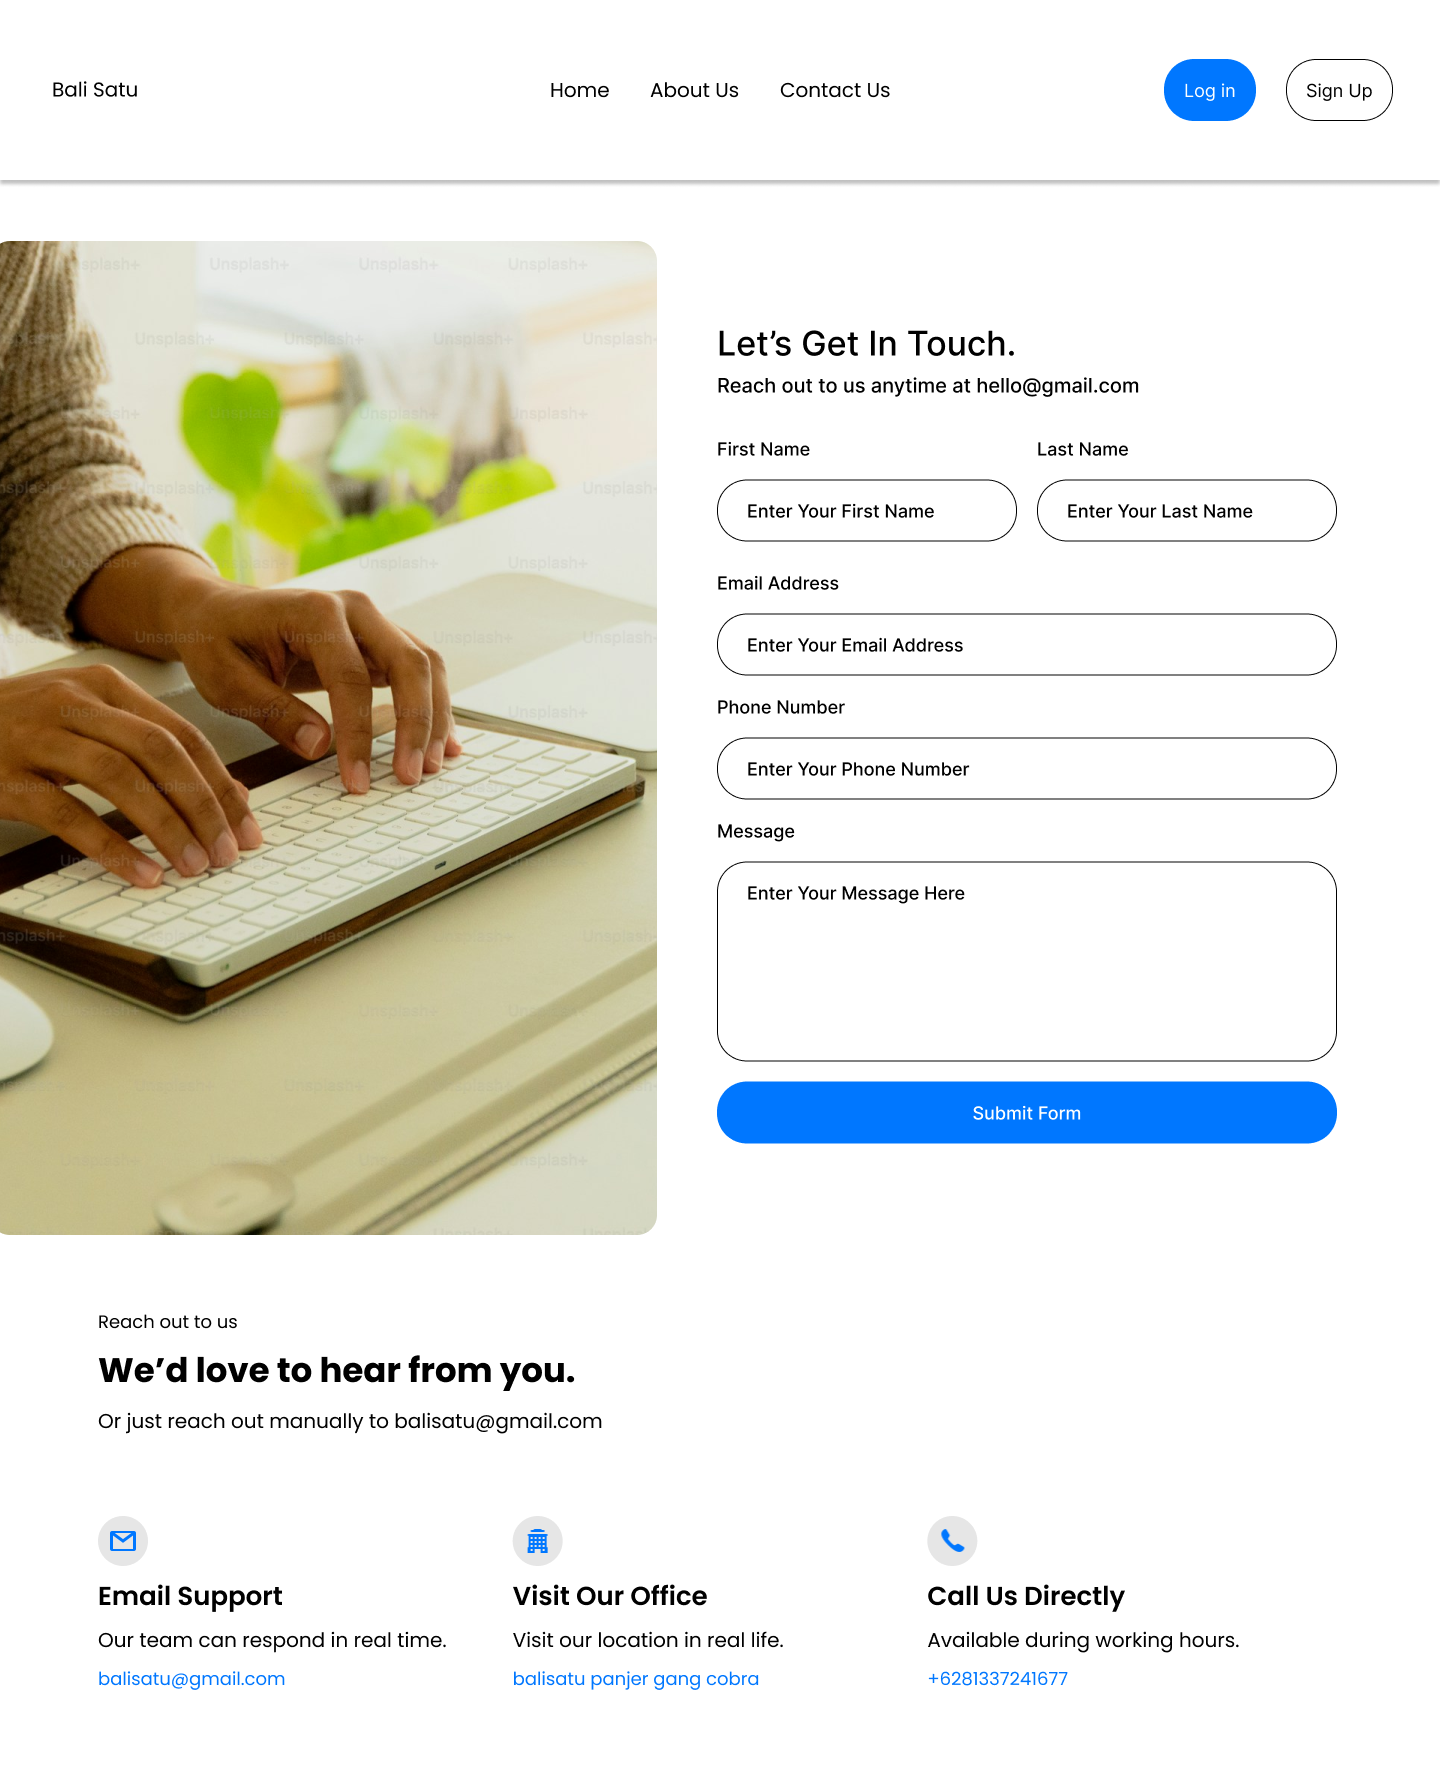 Bali Satu
Home
About Us
Contact Us
Log in
Sign Up
Unsplash+
Let’s Get In Touch.
Reach out to us anytime at hello@gmail.com
First Name
Last Name
Enter Your First Name
Enter Your Last Name
Email Address
Enter Your Email Address
Phone Number
Enter Your Phone Number
Message
Enter Your Message Here
Submit Form
Reach out to us
We’d love to hear from you.
Or just reach out manually to balisatu@gmail.com
Email Support
Our team can respond in real time.
balisatu@gmail.com
Visit Our Office
Visit our location in real life.
balisatu panjer gang cobra
Call Us Directly
Available during working hours.
+6281337241677